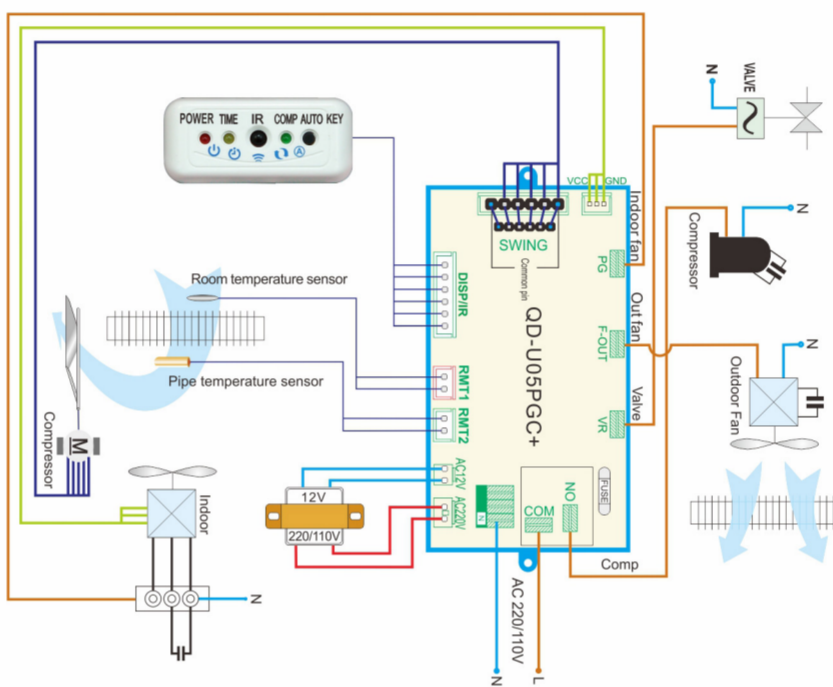 POWER TIME IR COMP AUTO KEY
Room temperature sensor
Pipe temperature sensor
Compressor
M
Indoor
N
12V
220/110V
VCC
GND
SWING
Common pin
DISP/IR
RMT1
RMT2
AC12V
AC220V
QD-U05PGC+
Indoor fan
PG
Out fan
F-OUT
Valve
VR
FUSE
NO
COM
N
Comp
AC 220/110V
N
L
N
VALVE
N
Compressor
N
Outdoor Fan